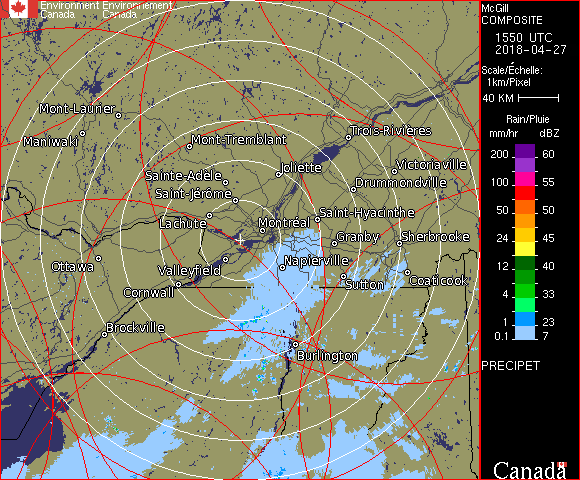 Environment Environnement
Canada Canada
McGill
COMPOSITE
1550 UTC
2018-04-27
Scale/Échelle:
1km/Pixel
40 KM
Rain/Pluie
mm/hr dBZ
200 60
100 55
50 50
24 45
12 40
4 33
1 23
0.1 7
PRECIPET
Canada
Mont-Laurier
Maniwaki
Mont-Tremblant
Trois-Rivières
Sainte-Adèle
Joliette
Victoriaville
Saint-Jérôme
Drummondville
Lachute
Montréal
Saint-Hyacinthe
Granby
Sherbrooke
Ottawa
Valleyfield
Napierville
Cornwall
Sutton
Coaticook
Brockville
Burlington